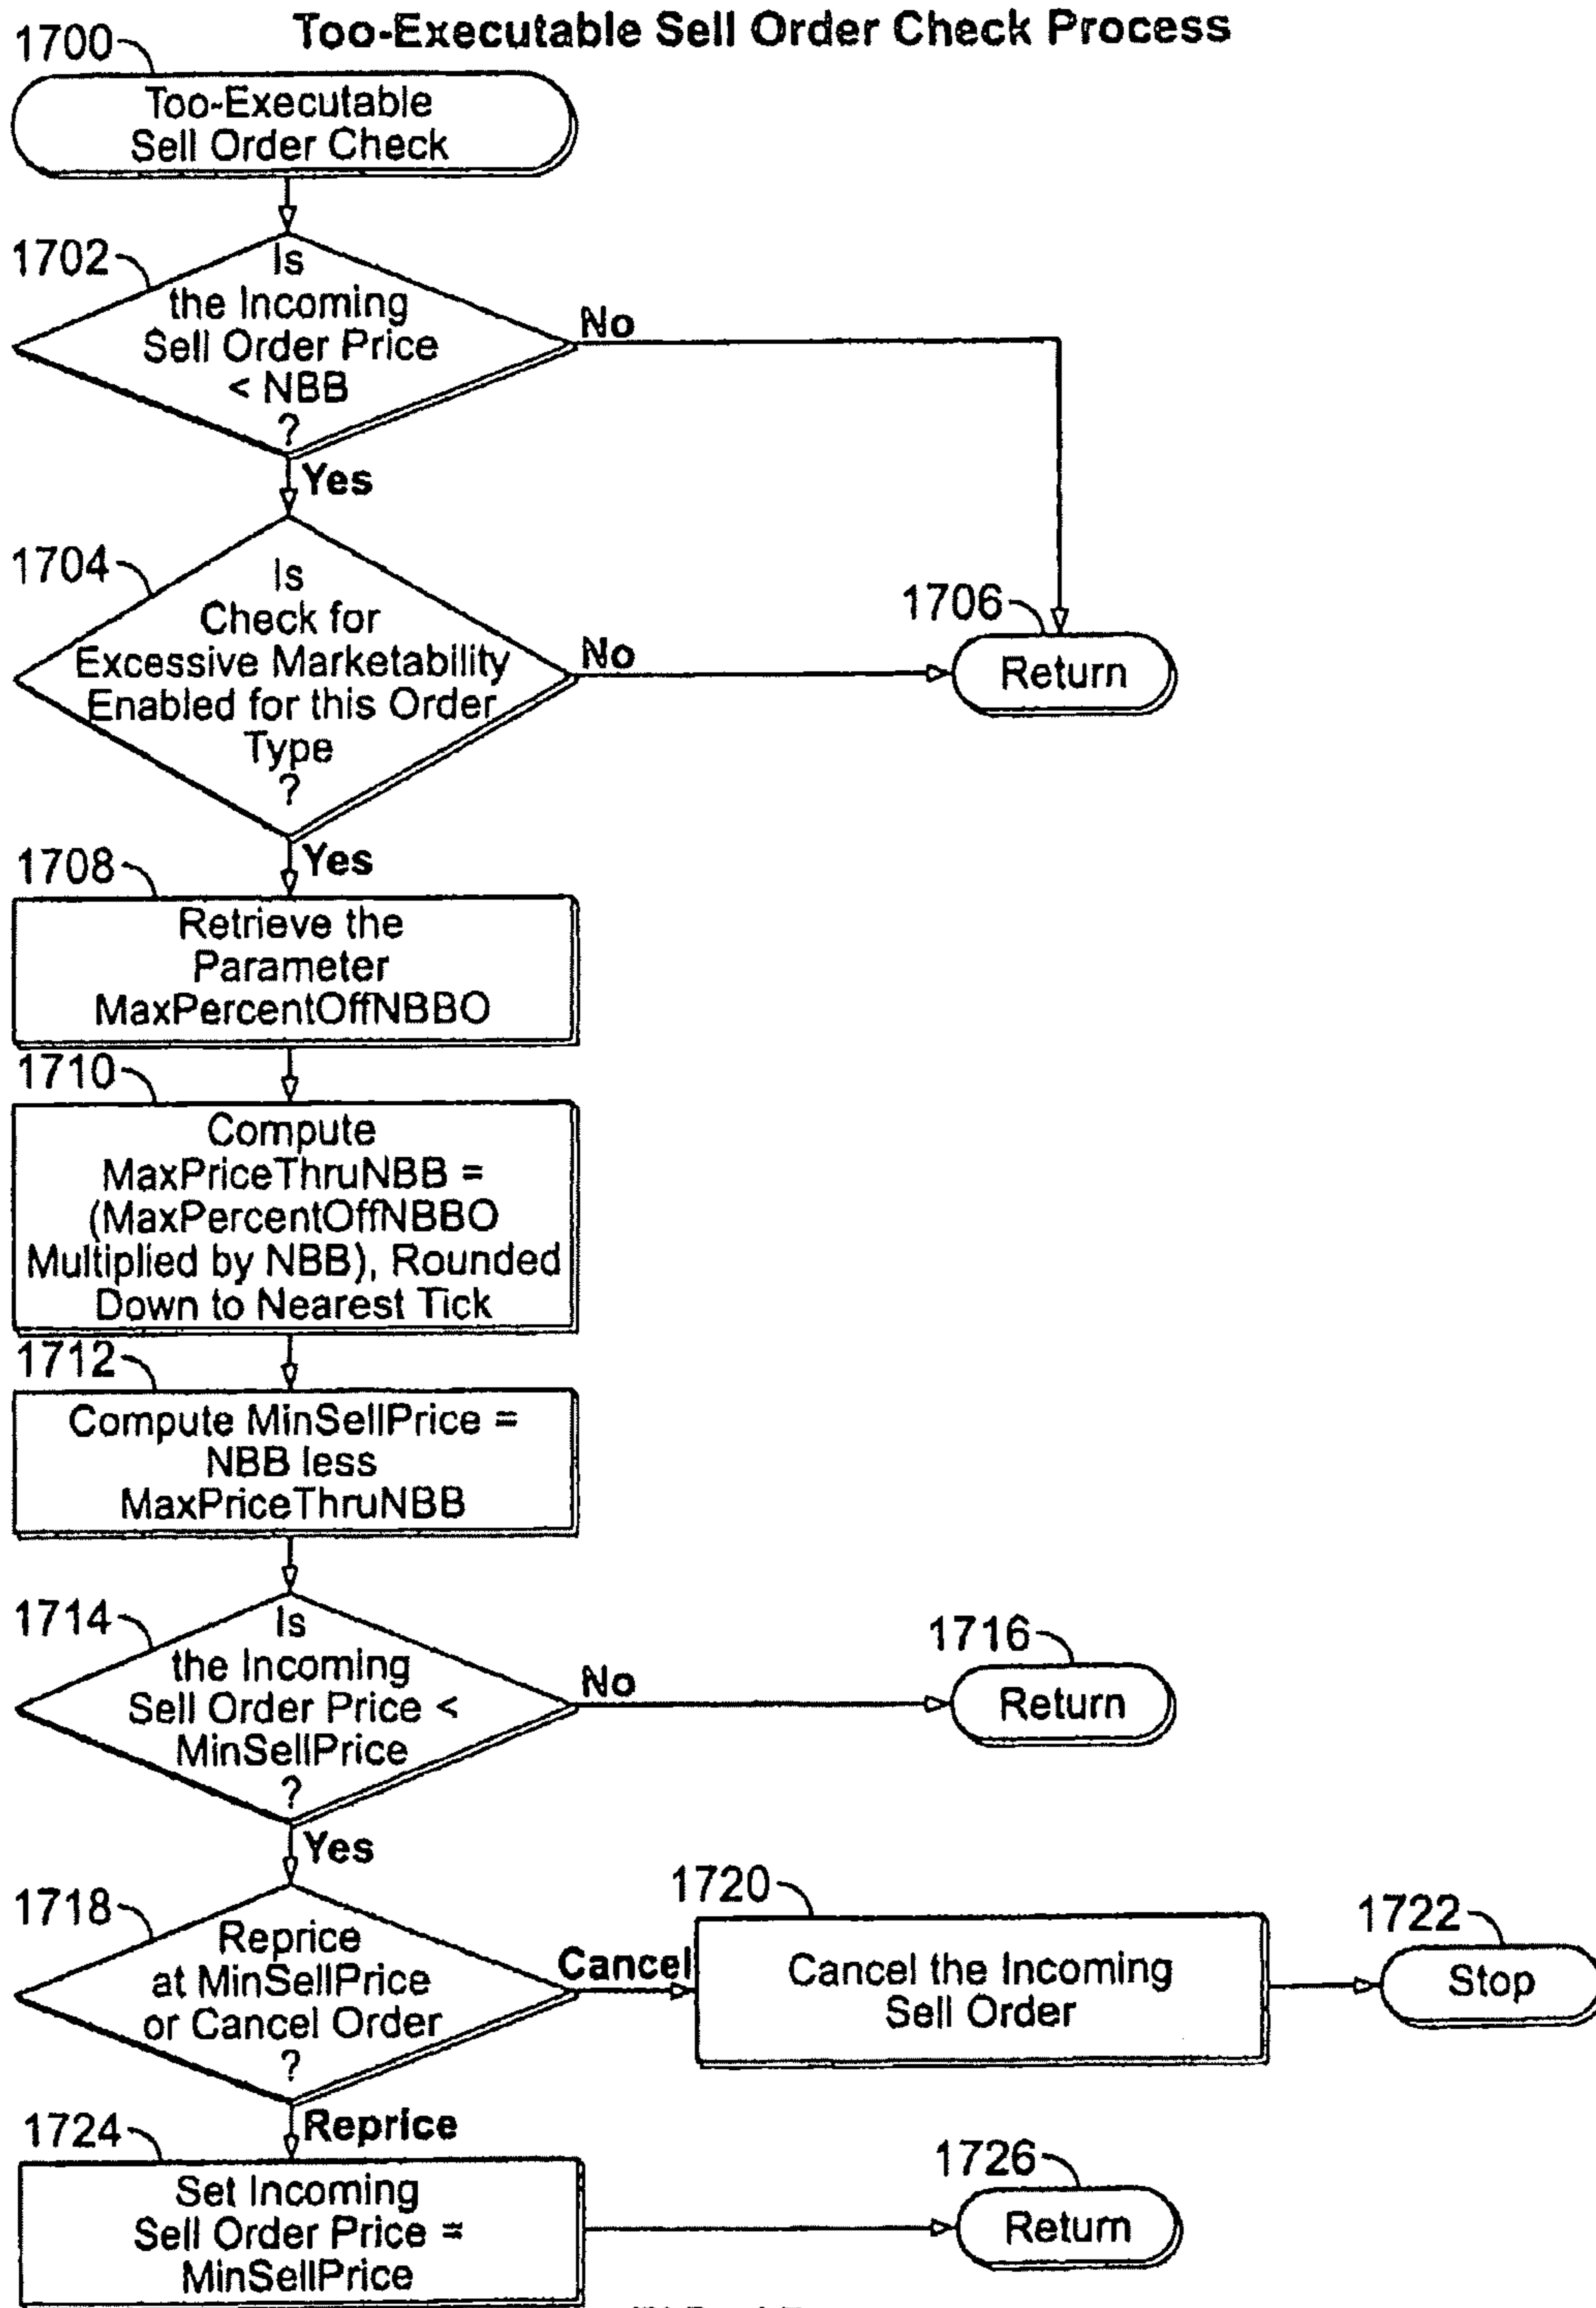 Too-Executable Sell Order Check Process
1700
Too-Executable
Sell Order Check
1702
Is
the Incoming
Sell Order Price
< NBB
?
No
Yes
1704
Is
Check for
Excessive Marketability
Enabled for this Order
Type
?
No
1706
Return
Yes
1708
Retrieve the
Parameter
MaxPercentOffNBBO
1710
Compute
MaxPriceThruNBB =
(MaxPercentOffNBBO
Multiplied by NBB), Rounded
Down to Nearest Tick
1712
Compute MinSellPrice =
NBB less
MaxPriceThruNBB
1714
Is
the Incoming
Sell Order Price <
MinSellPrice
?
No
1716
Return
Yes
1718
Reprice
at MinSellPrice
or Cancel Order
?
Cancel
1720
Cancel the Incoming
Sell Order
1722
Stop
Reprice
1724
Set Incoming
Sell Order Price =
MinSellPrice
1726
Return